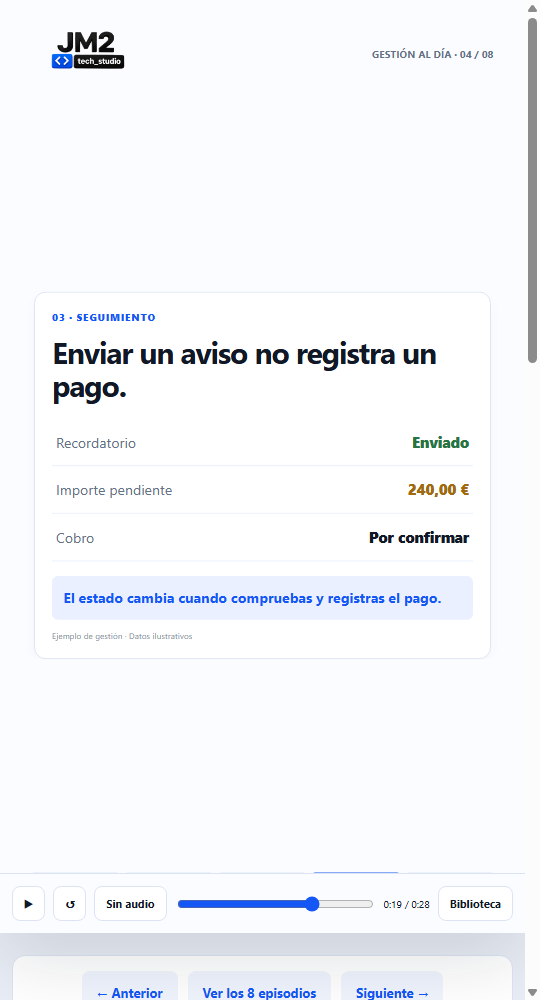 JM2
<> tech_studio
GESTIÓN AL DÍA · 04 / 08
03 · SEGUIMIENTO
Enviar un aviso no registra un
pago.
Recordatorio Enviado
Importe pendiente 240,00 €
Cobro Por confirmar
El estado cambia cuando compruebas y registras el pago.
Ejemplo de gestión · Datos ilustrativos
▶ ↺ Sin audio 0:19 / 0:28 Biblioteca
← Anterior Ver los 8 episodios Siguiente →